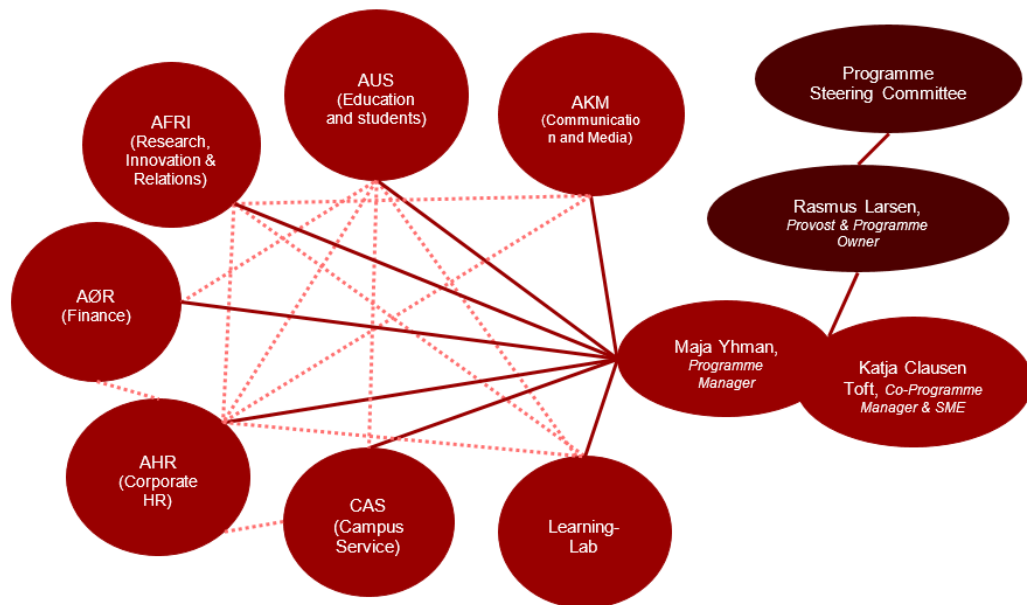 AUS
(Education
and students)
AKM
(Communicatio
n and Media)
Programme
Steering Committee
AFRI
(Research,
Innovation &
Relations)
Rasmus Larsen,
Provost & Programme
Owner
AØR
(Finance)
Maja Yhman,
Programme
Manager
Katja Clausen
Toft, Co-Programme
Manager & SME
AHR
(Corporate
HR)
CAS
(Campus
Service)
Learning-
Lab